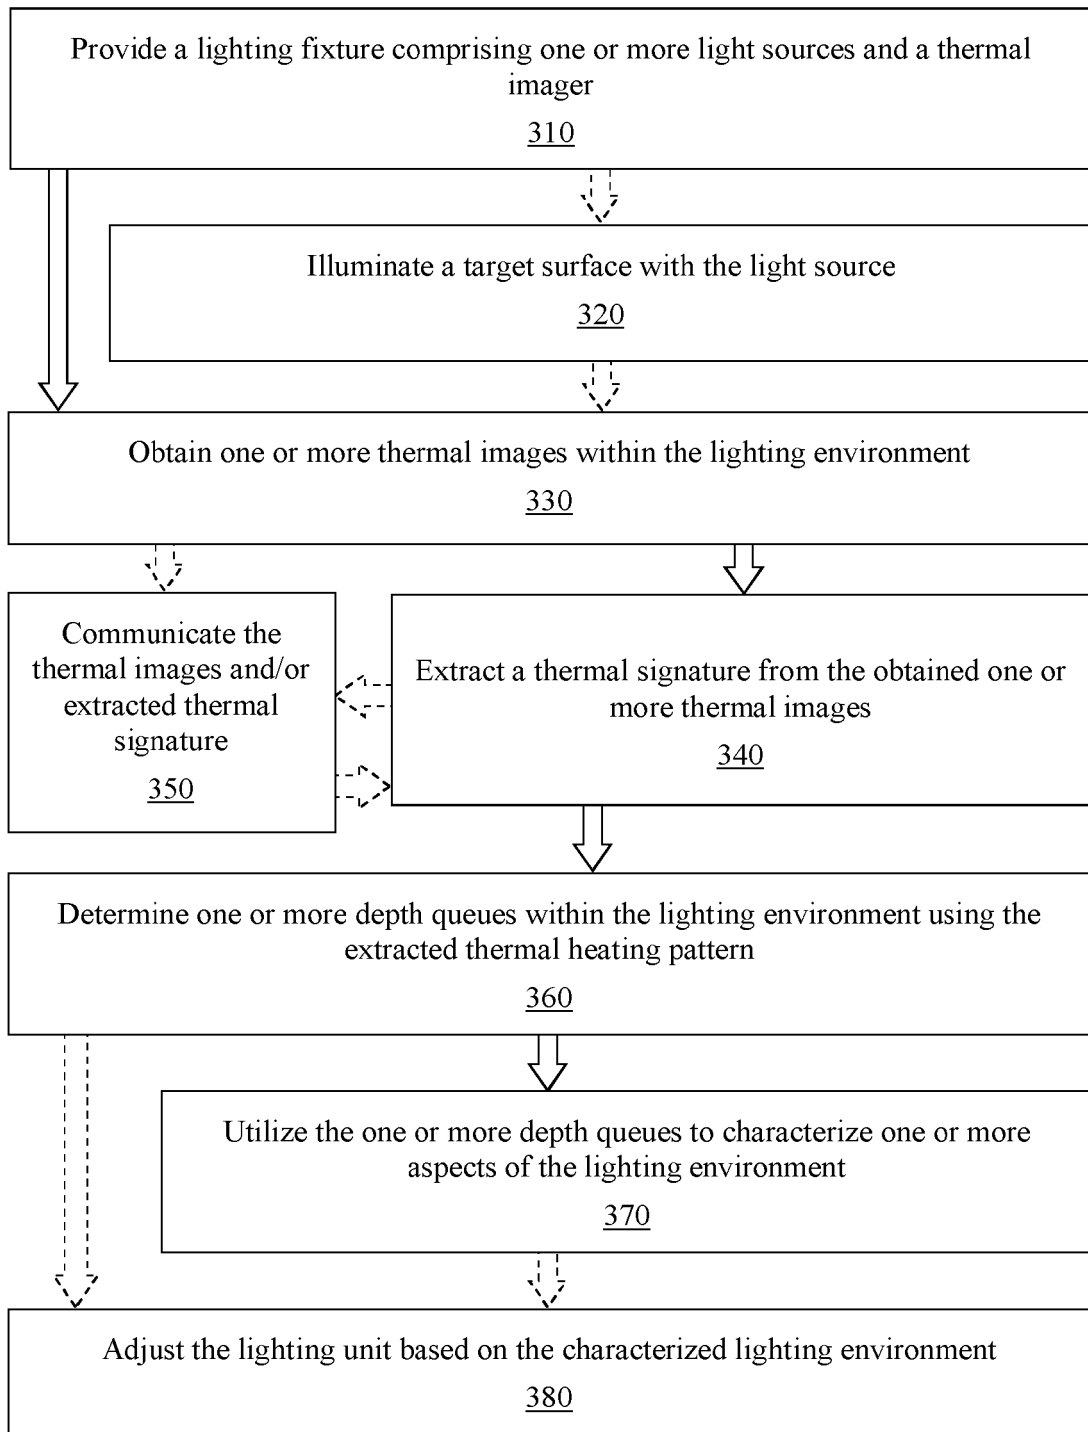 Provide a lighting fixture comprising one or more light sources and a thermal
imager
310
Illuminate a target surface with the light source
320
Obtain one or more thermal images within the lighting environment
330
Communicate the
thermal images and/or
extracted thermal
signature
350
Extract a thermal signature from the obtained one or
more thermal images
340
Determine one or more depth queues within the lighting environment using the
extracted thermal heating pattern
360
Utilize the one or more depth queues to characterize one or more
aspects of the lighting environment
370
Adjust the lighting unit based on the characterized lighting environment
380